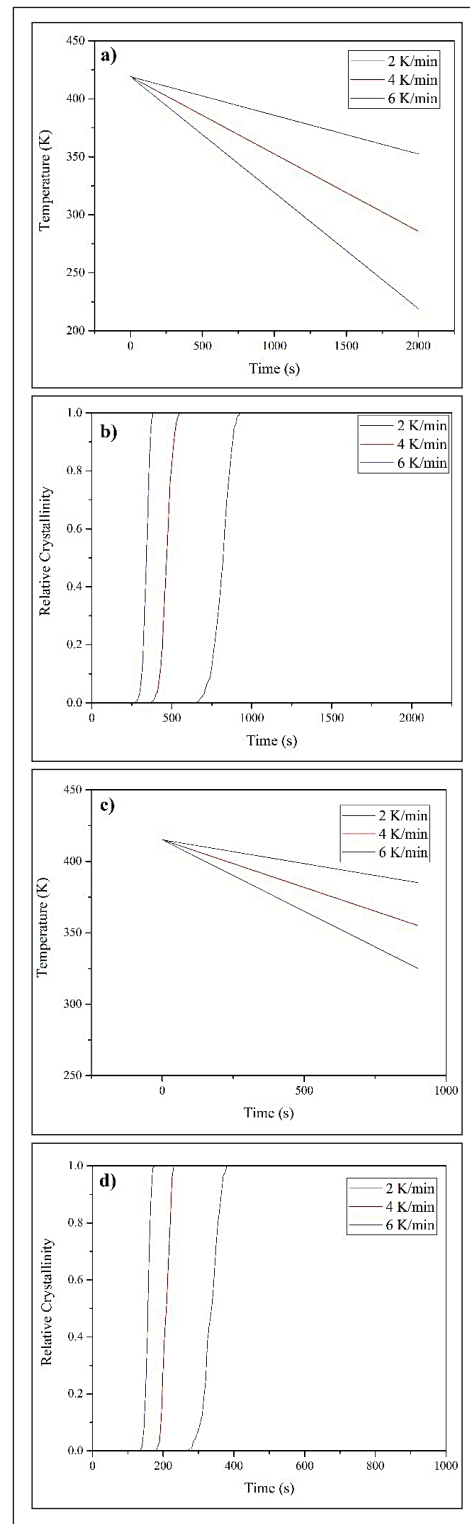 a)
2 K/min
4 K/min
6 K/min
450
400
350
300
250
200
Temperature (K)
0 500 1000 1500 2000
Time (s)
b)
2 K/min
4 K/min
6 K/min
1.0
0.8
0.6
0.4
0.2
0.0
Relative Crystallinity
0 500 1000 1500 2000
Time (s)
c)
2 K/min
4 K/min
6 K/min
450
400
350
300
250
Temperature (K)
0 500 1000
Time (s)
d)
2 K/min
4 K/min
6 K/min
1.0
0.8
0.6
0.4
0.2
0.0
Relative Crystallinity
0 200 400 600 800 1000
Time (s)